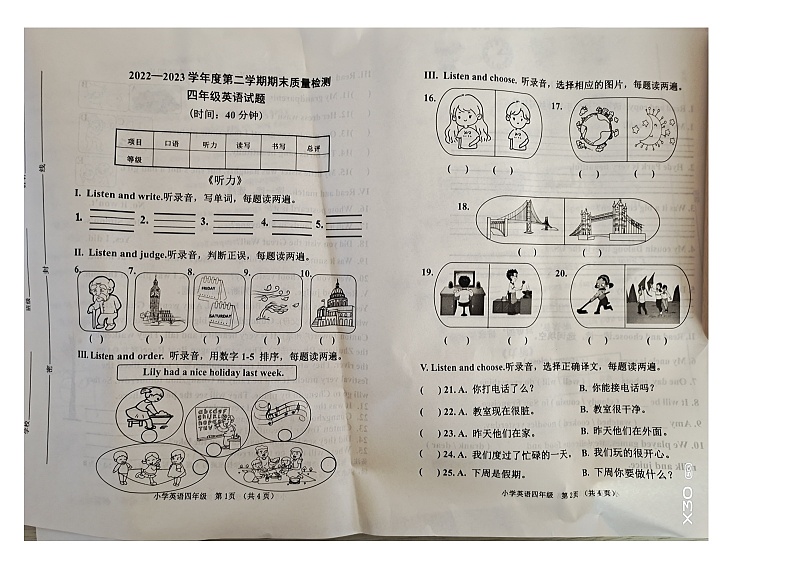 2022—2023 学年度第二学期期末质量检测
四年级英语试题
(时间：40 分钟)
项目 口语 听力 读写 书写 总评
等级
《听力》
I. Listen and write.听录音，写单词，每题读两遍。
1. 2. 3. 4. 5.
II. Listen and judge.听录音，判断正误，每题读两遍。
6. 7. 8. 9. 10.
FRIDAY
SATURDAY
( ) ( ) ( ) ( ) ( )
III. Listen and order. 听录音，用数字 1-5 排序，每题读两遍。
Lily had a nice holiday last week.
小学英语四年级 第 1页 (共 4 页)
III. Listen and choose. 听录音，选择相应的图片，每题读两遍。
16. 17.
( ) ( ) ( ) ( )
18.
( ) ( )
19. 20.
( ) ( ) ( ) ( )
V. Listen and choose.听录音，选择正确译文，每题读两遍。
( ) 21. A. 你打电话了么？ B. 你能接电话吗？
( ) 22. A. 教室现在很脏。 B. 教室很干净。
( ) 23. A. 昨天他们在家。 B. 昨天他们在外面。
( ) 24. A. 我们度过了忙碌的一天， B. 我们玩的很开心。
( ) 25. A. 下周是假期。 B. 下周你要做什么？
小学英语四年级 第 2页 (共 4 页)
线
封
密
班级
学校
X30